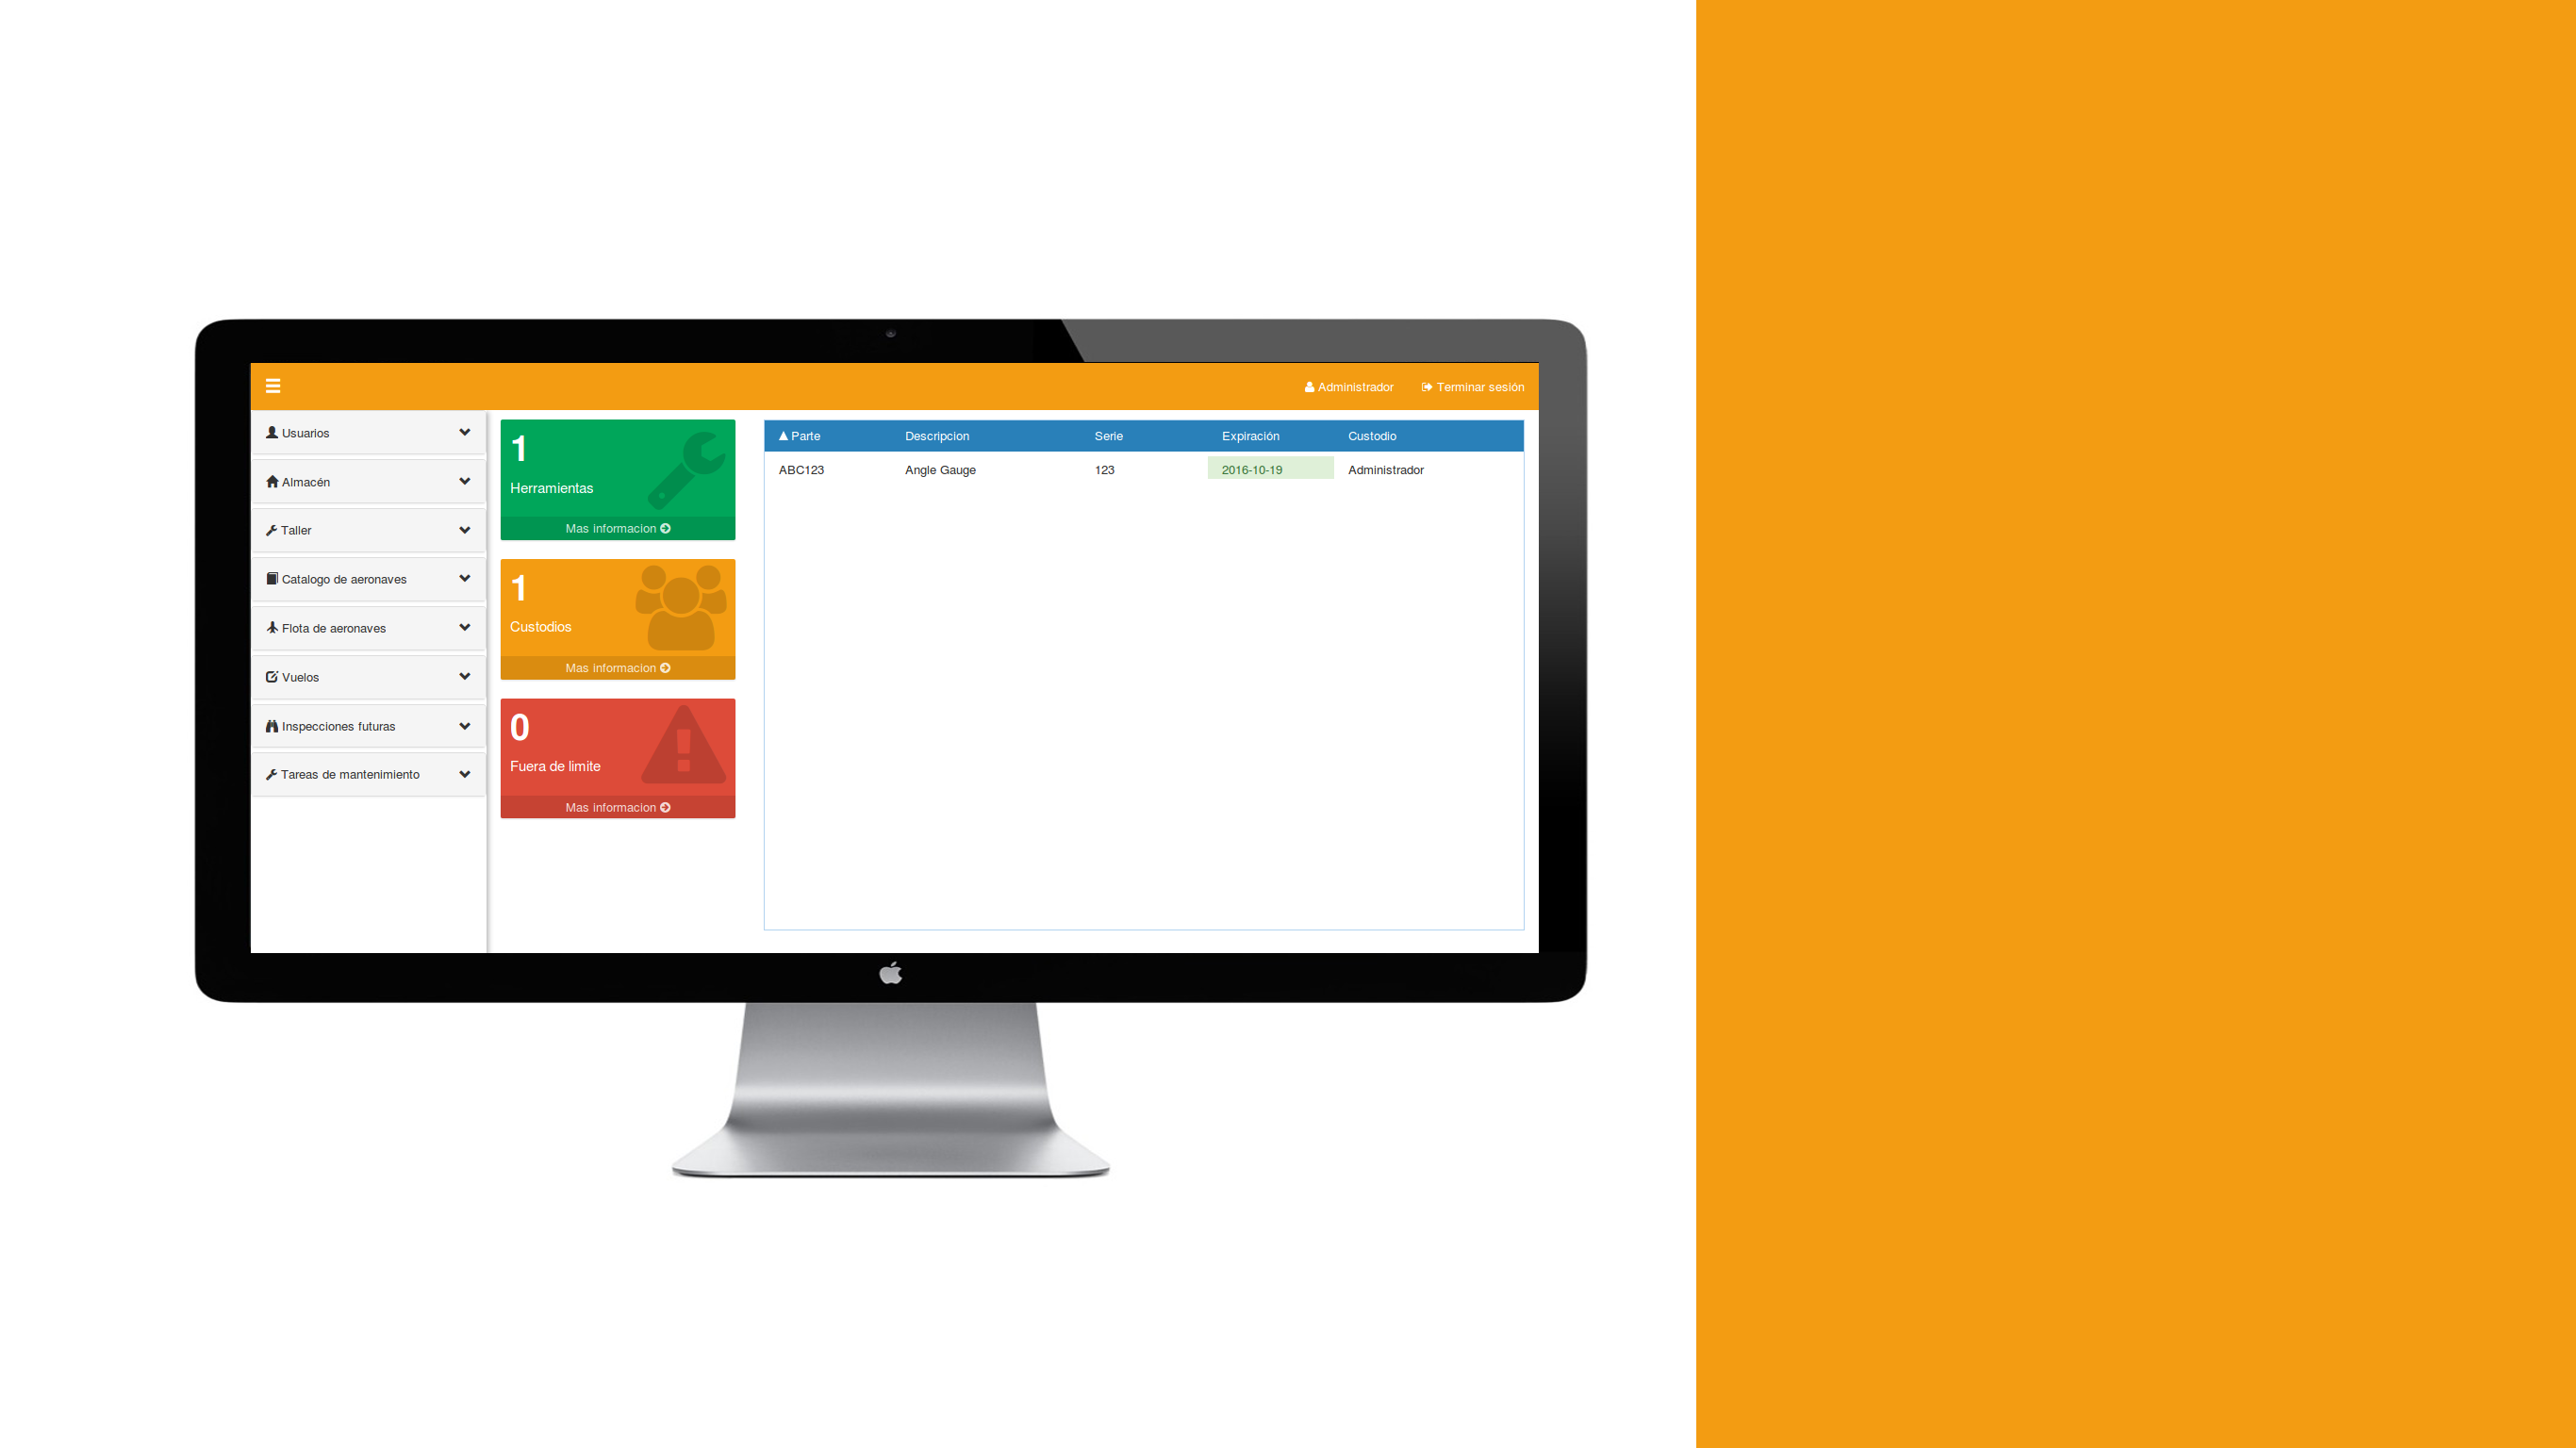 Administrador Terminar sesión
Usuarios
Almacén
Taller
Catalogo de aeronaves
Flota de aeronaves
Vuelos
Inspecciones futuras
Tareas de mantenimiento
1
Herramientas
Mas informacion
1
Custodios
Mas informacion
0
Fuera de limite
Mas informacion
Parte Descripcion Serie Expiración Custodio
ABC123 Angle Gauge 123 2016-10-19 Administrador